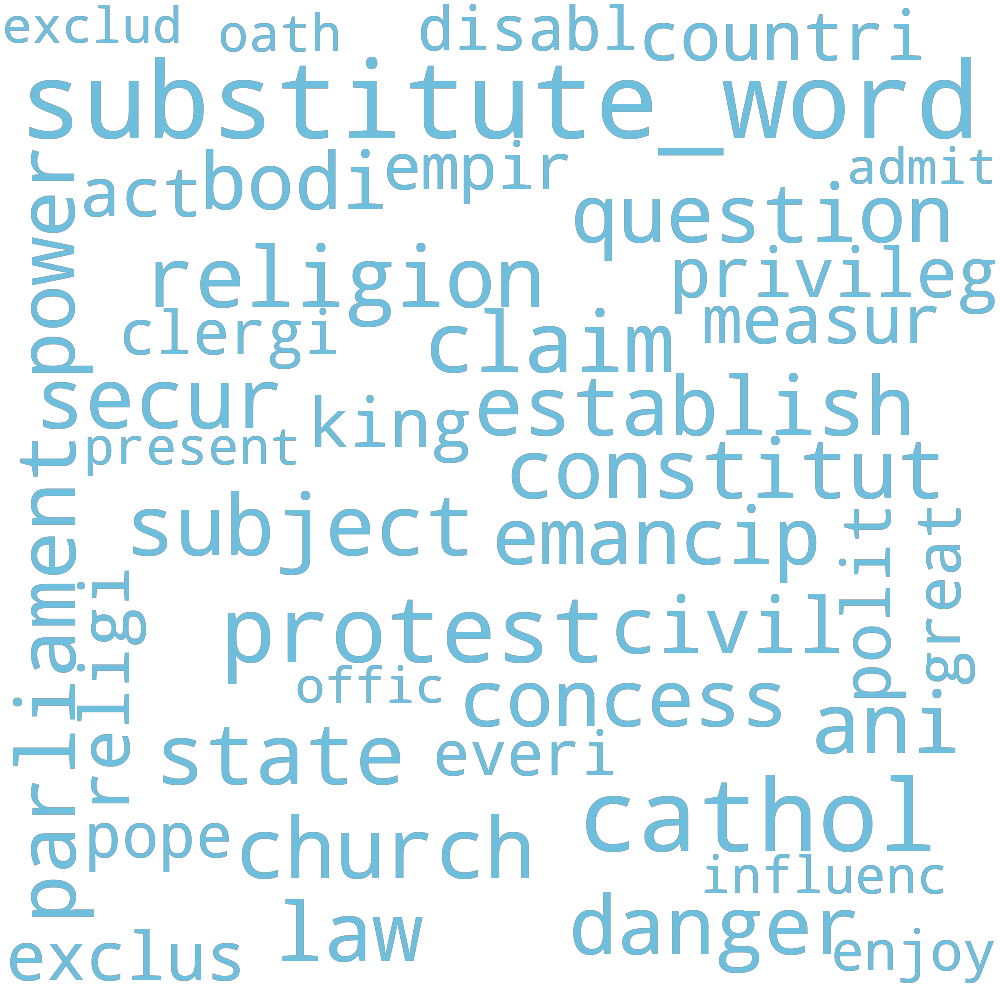 exclud oath disabl countri
substitute_word
power act bodi empir admit
question
religion privileg
clergi claim measur
secur king establish
present
parliament constitut
subject emancip polit great
religi protest civil
offic concess ani
state everi
pope church cathol
influenc
exclus law danger enjoy